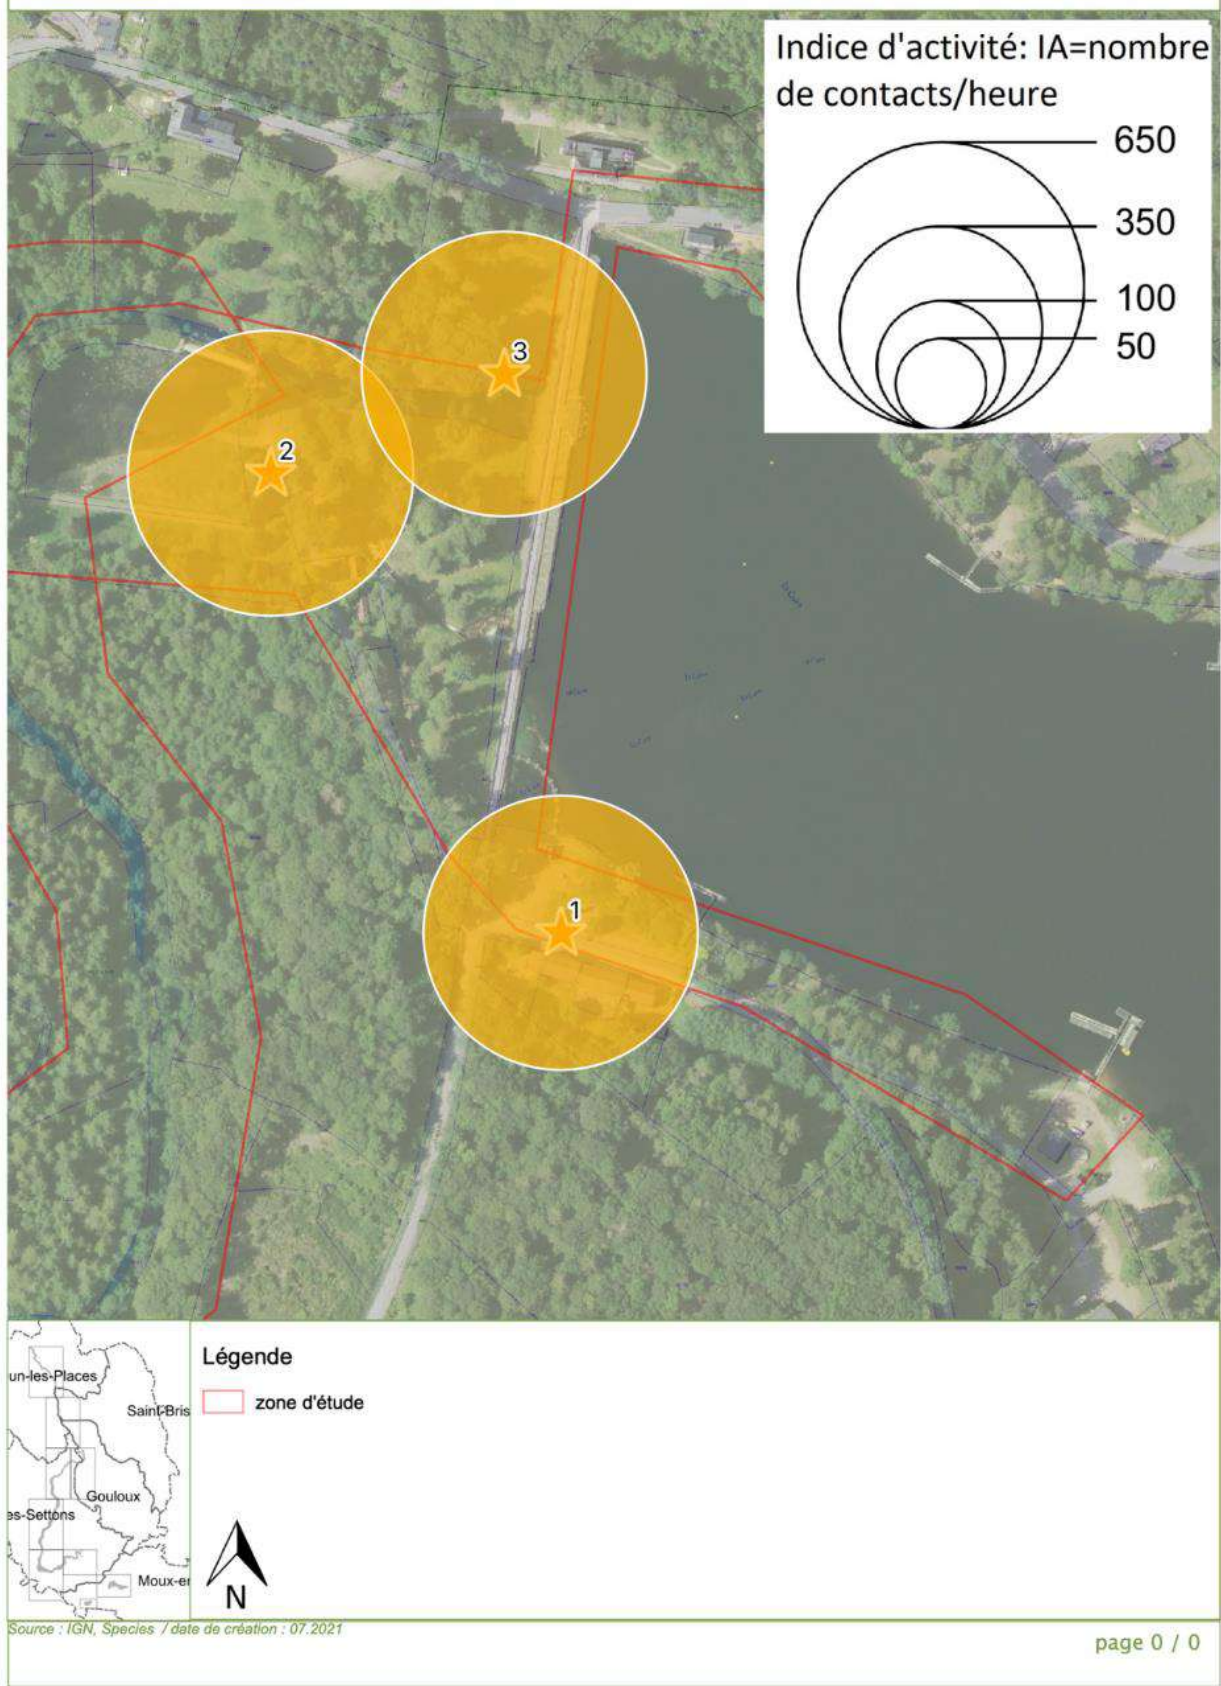 Indice d'activité: IA=nombre
de contacts/heure
650
350
100
50
3
2
1
un-les-Places
Saint-Bris
Gouloux
es-Settons
Moux-er
Légende
zone d'étude
N
Source : IGN, Species / date de création : 07.2021
page 0 / 0